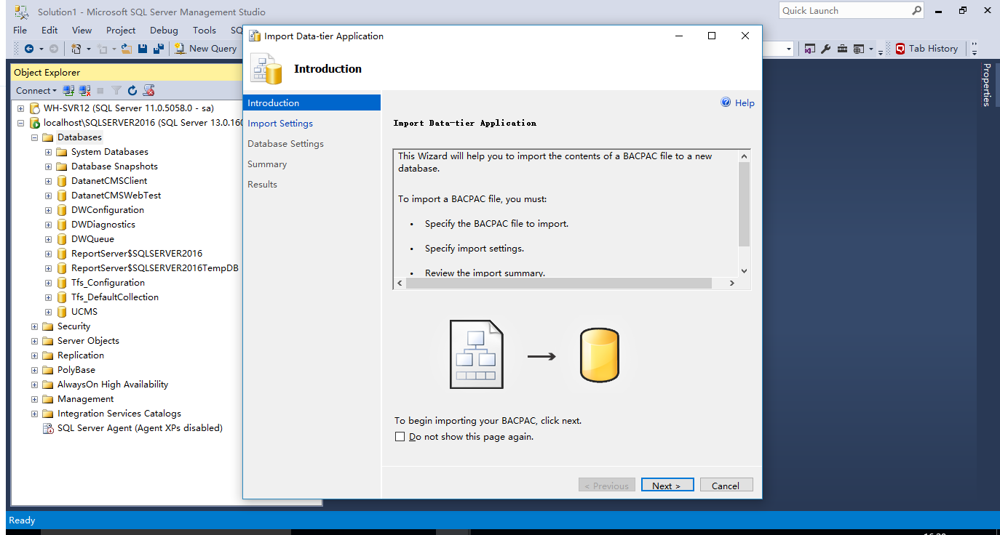 Solution1 - Microsoft SQL Server Management Studio
Quick Launch
File Edit View Project Debug Tools SQ
New Query
Tab History
Object Explorer
Connect
WH-SVR12 (SQL Server 11.0.5058.0 - sa)
localhost\SQLSERVER2016 (SQL Server 13.0.160
Databases
System Databases
Database Snapshots
DatanetCMSClient
DatanetCMSWebTest
DWConfiguration
DWDiagnostics
DWQueue
ReportServer$SQLSERVER2016
ReportServer$SQLSERVER2016TempDB
Tfs_Configuration
Tfs_DefaultCollection
UCMS
Security
Server Objects
Replication
PolyBase
AlwaysOn High Availability
Management
Integration Services Catalogs
SQL Server Agent (Agent XPs disabled)
Import Data-tier Application
Introduction
Introduction
Import Settings
Database Settings
Summary
Results
Help
Import Data-tier Application
This Wizard will help you to import the contents of a BACPAC file to a new
database.
To import a BACPAC file, you must:
• Specify the BACPAC file to import.
• Specify import settings.
• Review the import summary.
To begin importing your BACPAC, click next.
Do not show this page again.
< Previous
Next >
Cancel
Properties
Ready